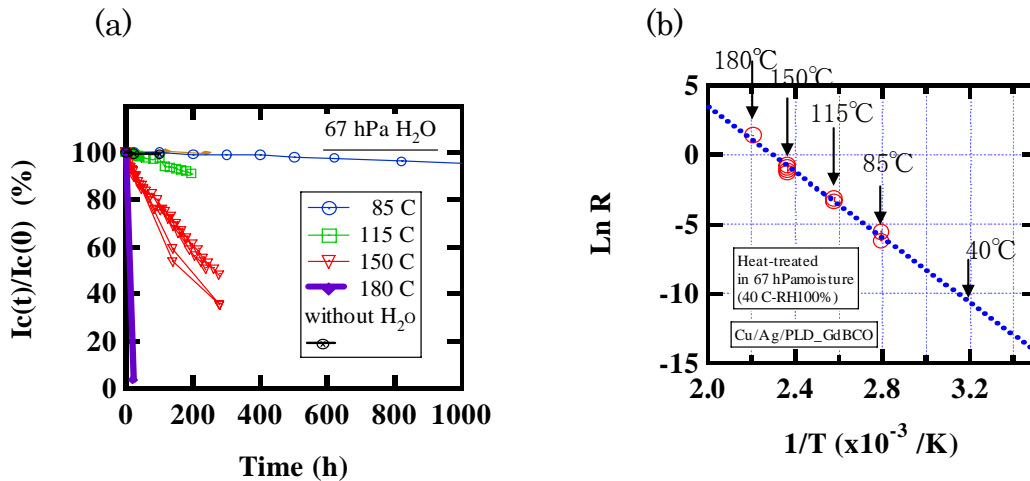 (a)
Ic(t)/Ic(0) (%)
100
80
60
40
20
0
67 hPa H2O
85 C
115 C
150 C
180 C
without H2O
0
200
400
600
800
1000
Time (h)
(b)
180℃
150℃
115℃
85℃
40℃
Ln R
5
0
-5
-10
-15
Heat-treated
in 67 hPamoisture
(40 C-RH100%)
Cu/Ag/PLD_GdBCO
2.0
2.4
2.8
3.2
1/T (x10-3 /K)